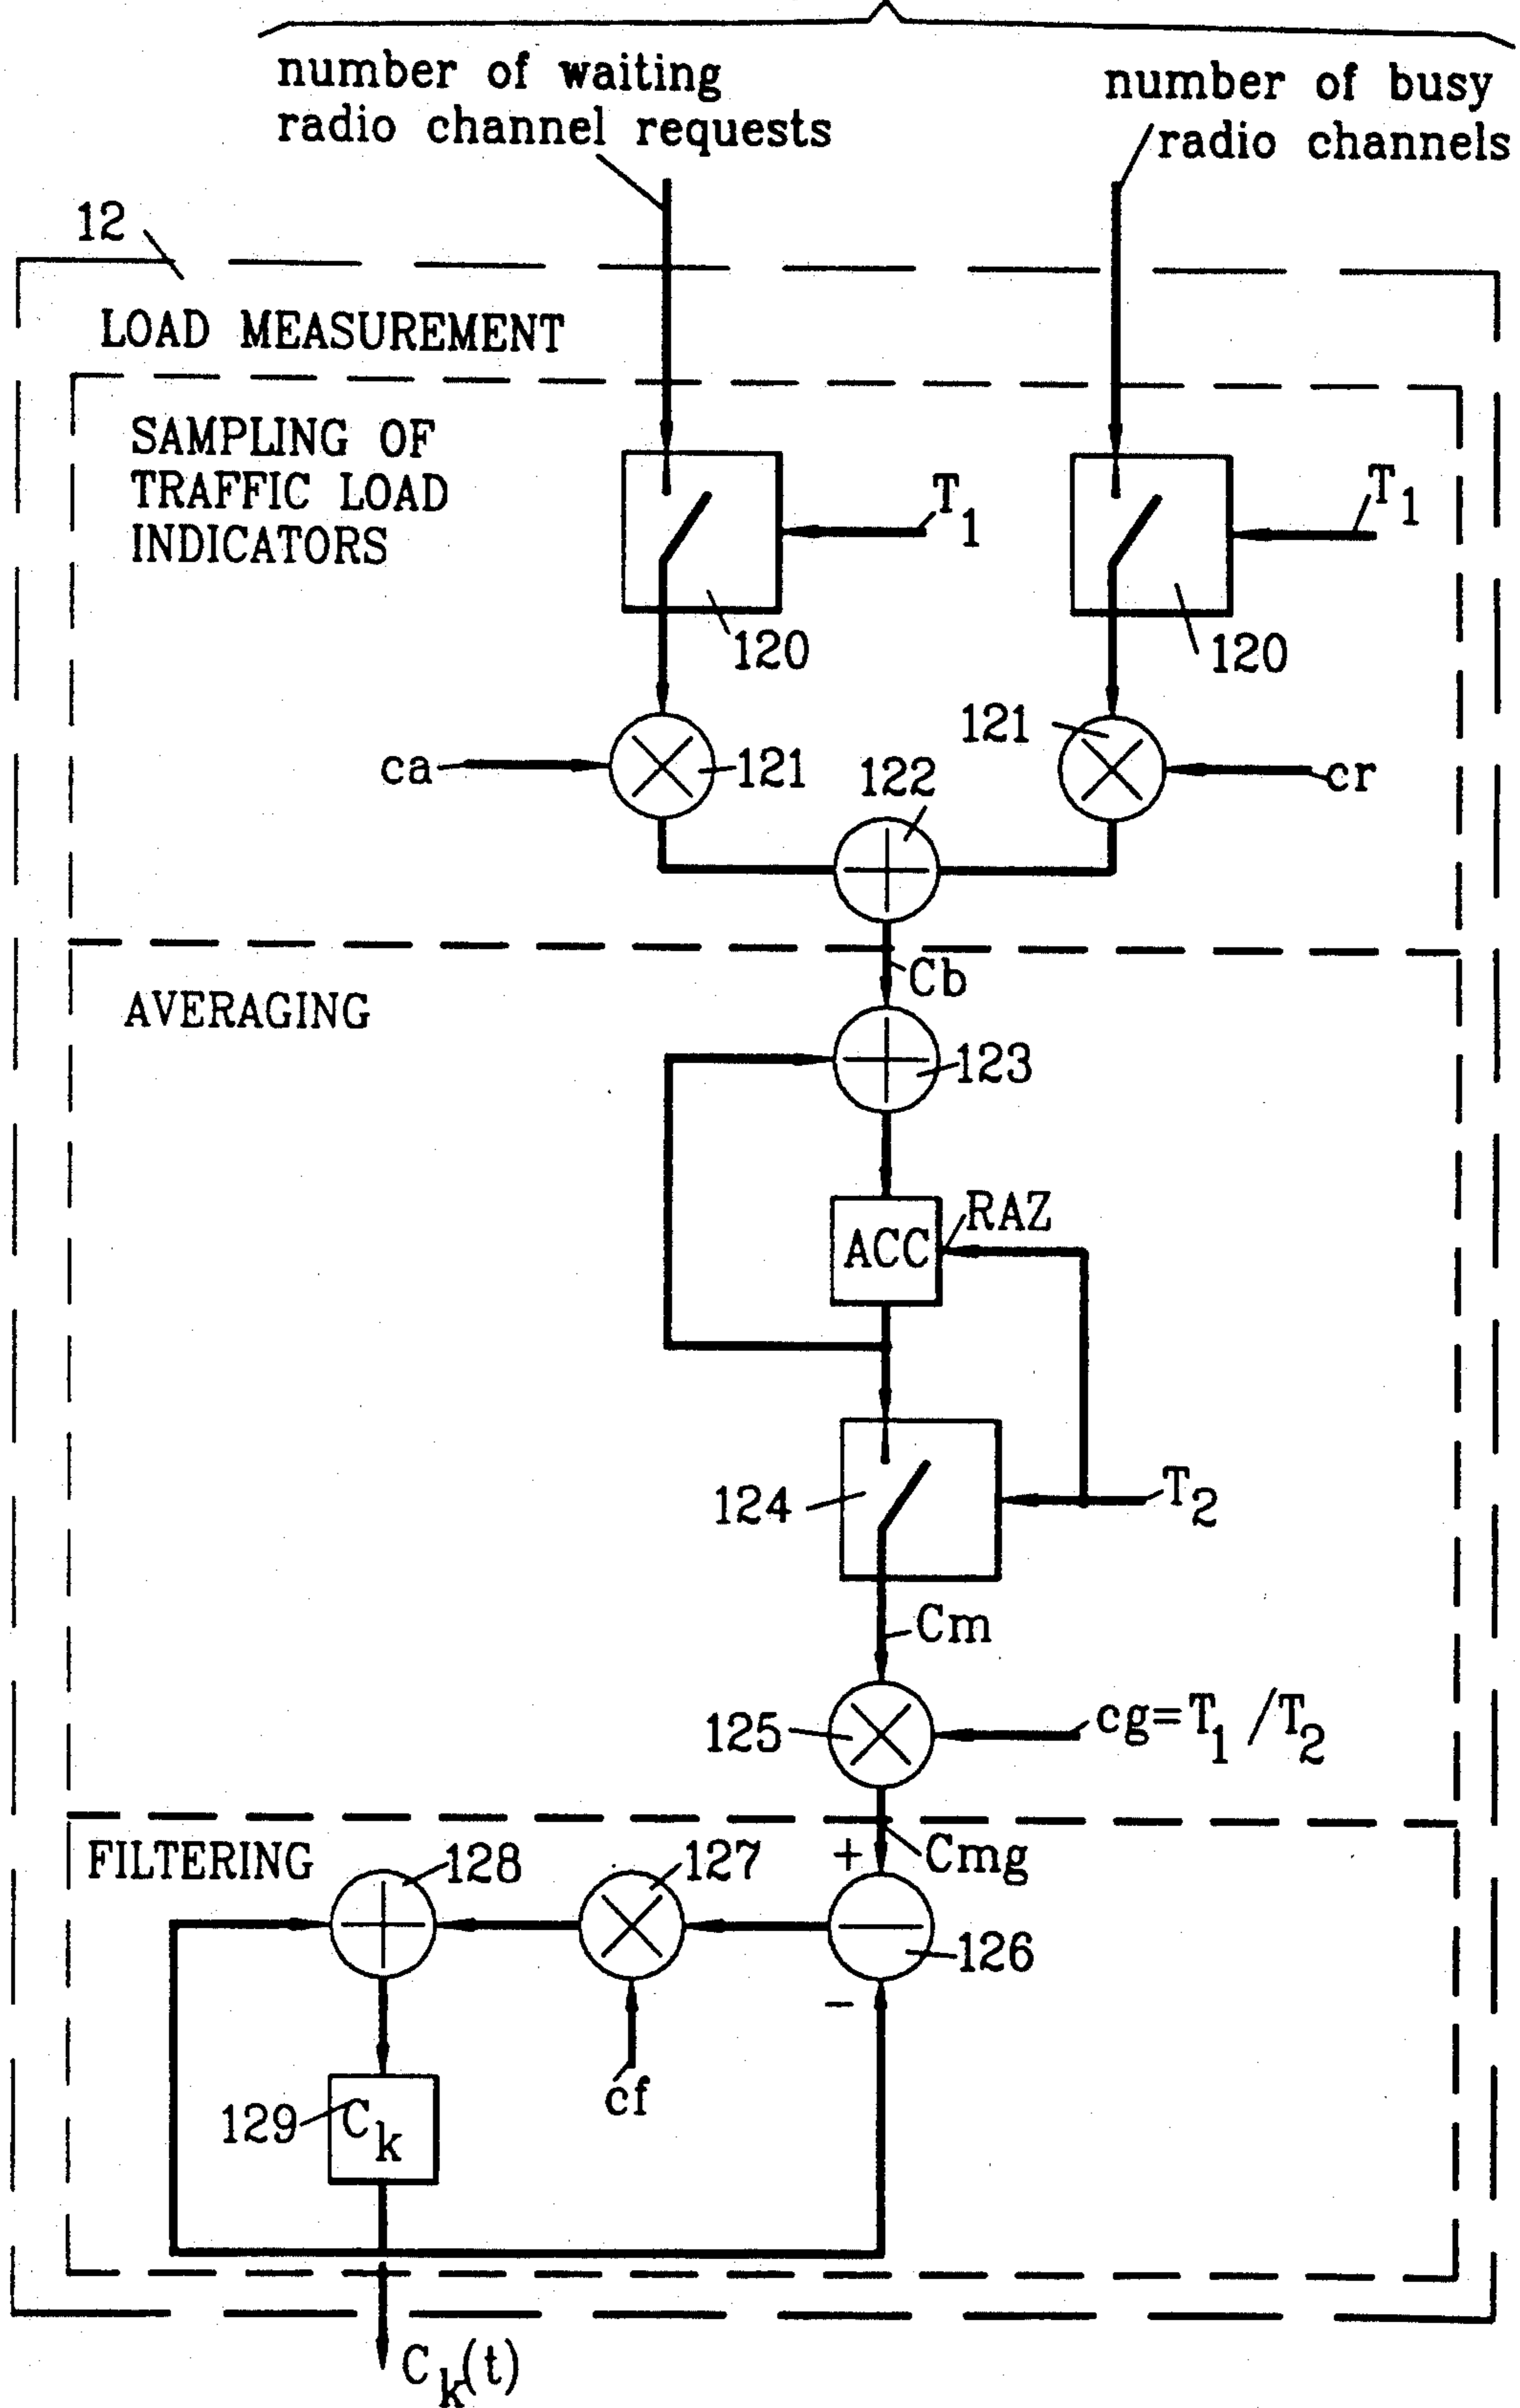 number of waiting
radio channel requests
number of busy
radio channels
12
LOAD MEASUREMENT
SAMPLING OF
TRAFFIC LOAD
INDICATORS
T1
T1
120
120
ca
121
121
cr
122
Cb
AVERAGING
123
RAZ
ACC
124
T2
Cm
125
cg=T1/T2
FILTERING
128
127
+
Cmg
126
−
cf
129
Ck
Ck(t)